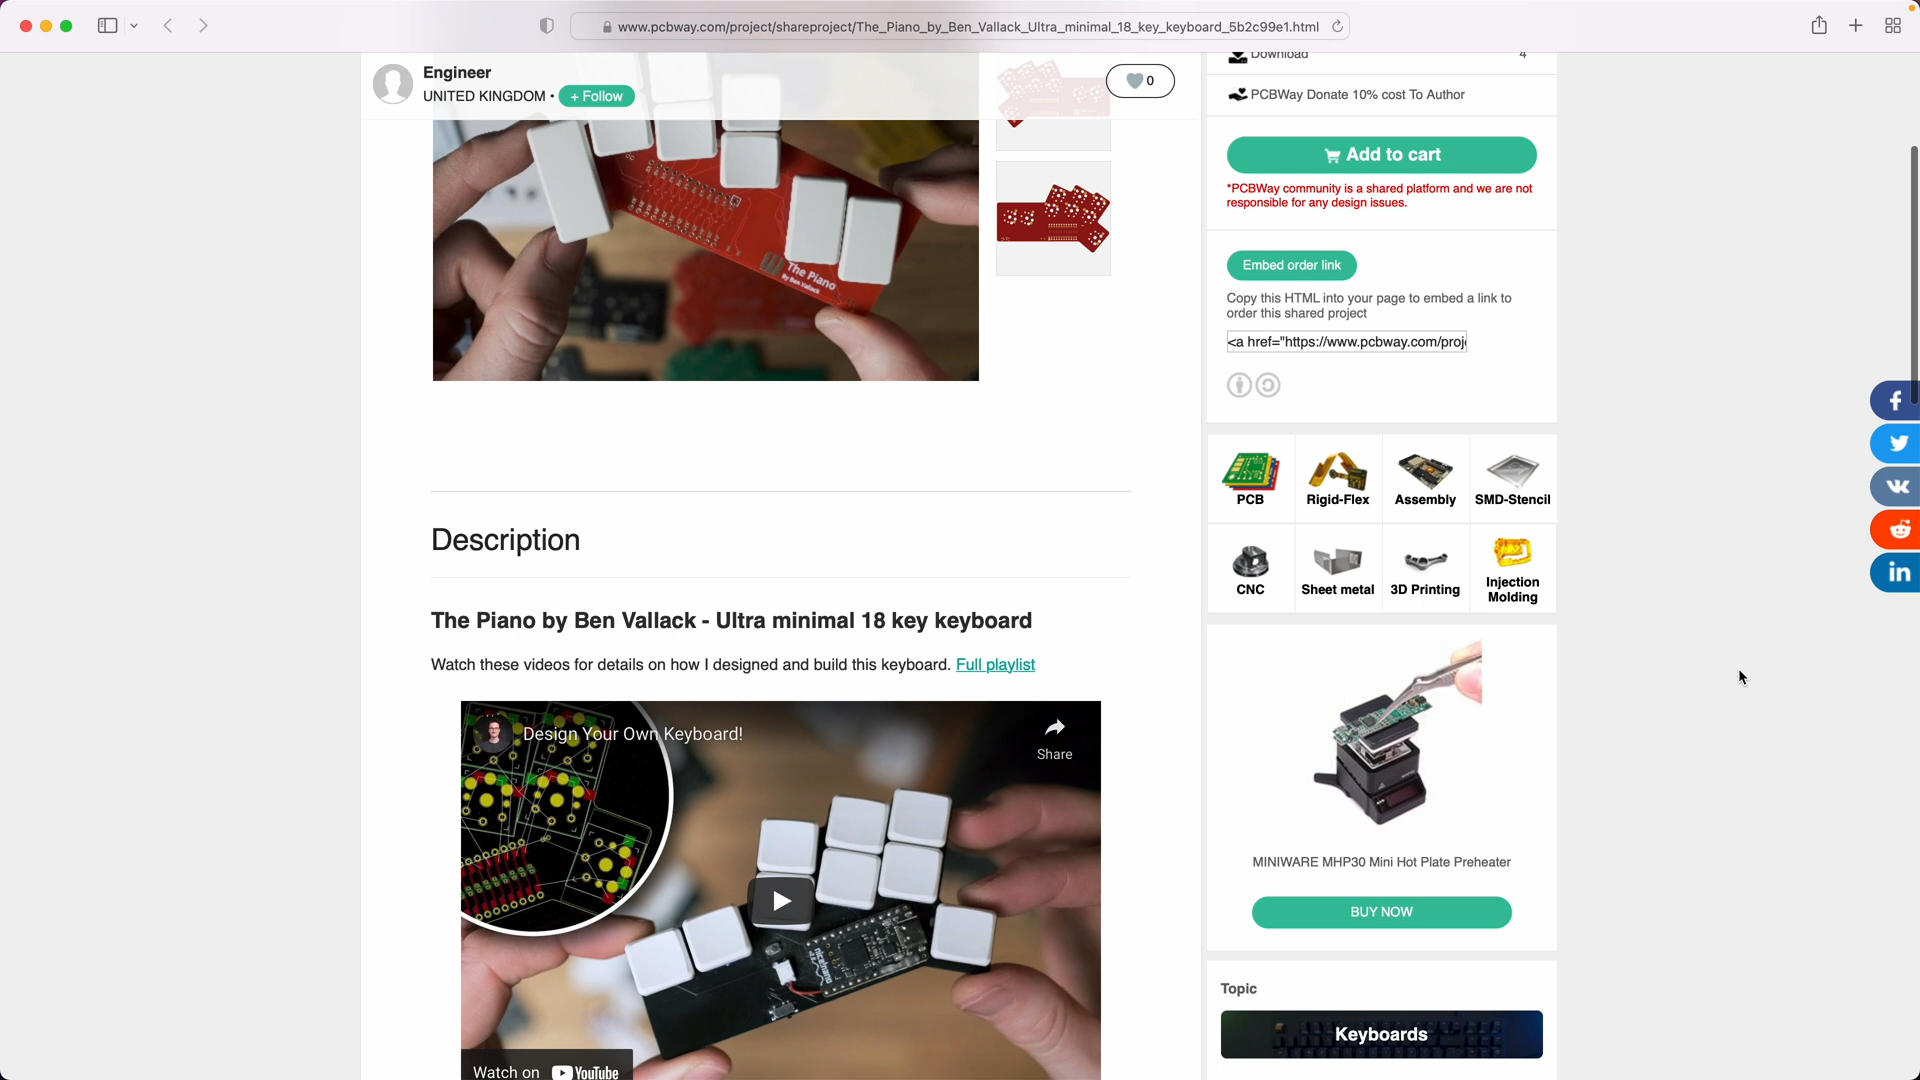 www.pcbway.com/project/shareproject/The_Piano_by_Ben_Vallack_Ultra_minimal_18_key_keyboard_5b2c99e1.html
Engineer
UNITED KINGDOM • + Follow
0
The Piano
By Ben Vallack
Download 4
PCBWay Donate 10% cost To Author
Add to cart
*PCBWay community is a shared platform and we are not
responsible for any design issues.
Embed order link
Copy this HTML into your page to embed a link to
order this shared project
<a href="https://www.pcbway.com/proj
PCB Rigid-Flex Assembly SMD-Stencil
CNC Sheet metal 3D Printing Injection
Molding
Description
The Piano by Ben Vallack - Ultra minimal 18 key keyboard
Watch these videos for details on how I designed and build this keyboard. Full playlist
Design Your Own Keyboard!
Share
nice!nano
Watch on YouTube
MINIWARE MHP30 Mini Hot Plate Preheater
BUY NOW
Topic
Keyboards